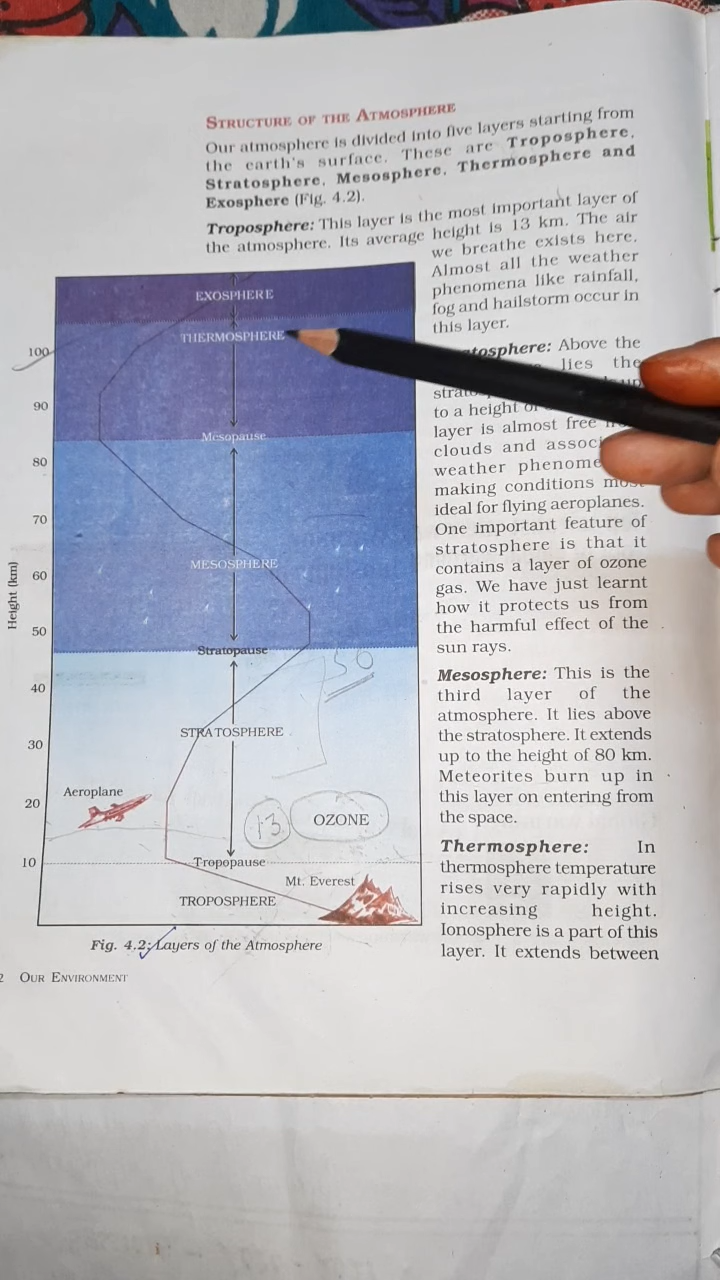 STRUCTURE OF THE ATMOSPHERE
Our atmosphere is divided into five layers starting from
the earth's surface. These are Troposphere,
Stratosphere, Mesosphere, Thermosphere and
Exosphere (Fig. 4.2).
Troposphere: This layer is the most important layer of
the atmosphere. Its average height is 13 km. The air
we breathe exists here.
Almost all the weather
phenomena like rainfall,
fog and hailstorm occur in
this layer.
Above the
lies the
to a height
layer is almost free
clouds and
weather
making conditions
ideal for flying aeroplanes.
One important feature of
stratosphere is that it
contains a layer of ozone
gas. We have just learnt
how it protects us from
the harmful effect of the
sun rays.
Mesosphere: This is the
third layer of the
atmosphere. It lies above
the stratosphere. It extends
up to the height of 80 km.
Meteorites burn up in
this layer on entering from
the space.
Thermosphere: In
thermosphere temperature
rises very rapidly with
increasing height.
Ionosphere is a part of this
layer. It extends between
EXOSPHERE
THERMOSPHERE
100
90
Mesopause
80
70
MESOSPHERE
60
Height (km)
50
Stratopause
50
40
STRATOSPHERE
30
Aeroplane
20
13
OZONE
10
Tropopause
Mt. Everest
TROPOSPHERE
Fig. 4.2: Layers of the Atmosphere
2 OUR ENVIRONMENT